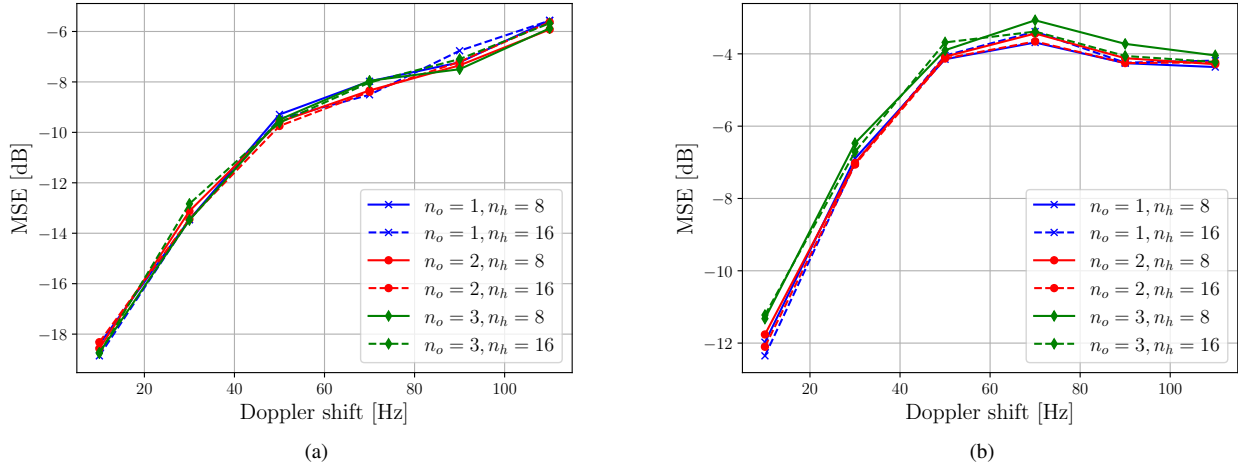 −6
−8
−10
−12
−14
−16
−18
MSE [dB]
20 40 60 80 100
Doppler shift [Hz]
n_o = 1, n_h = 8
n_o = 1, n_h = 16
n_o = 2, n_h = 8
n_o = 2, n_h = 16
n_o = 3, n_h = 8
n_o = 3, n_h = 16
(a)
−4
−6
−8
−10
−12
MSE [dB]
20 40 60 80 100
Doppler shift [Hz]
n_o = 1, n_h = 8
n_o = 1, n_h = 16
n_o = 2, n_h = 8
n_o = 2, n_h = 16
n_o = 3, n_h = 8
n_o = 3, n_h = 16
(b)